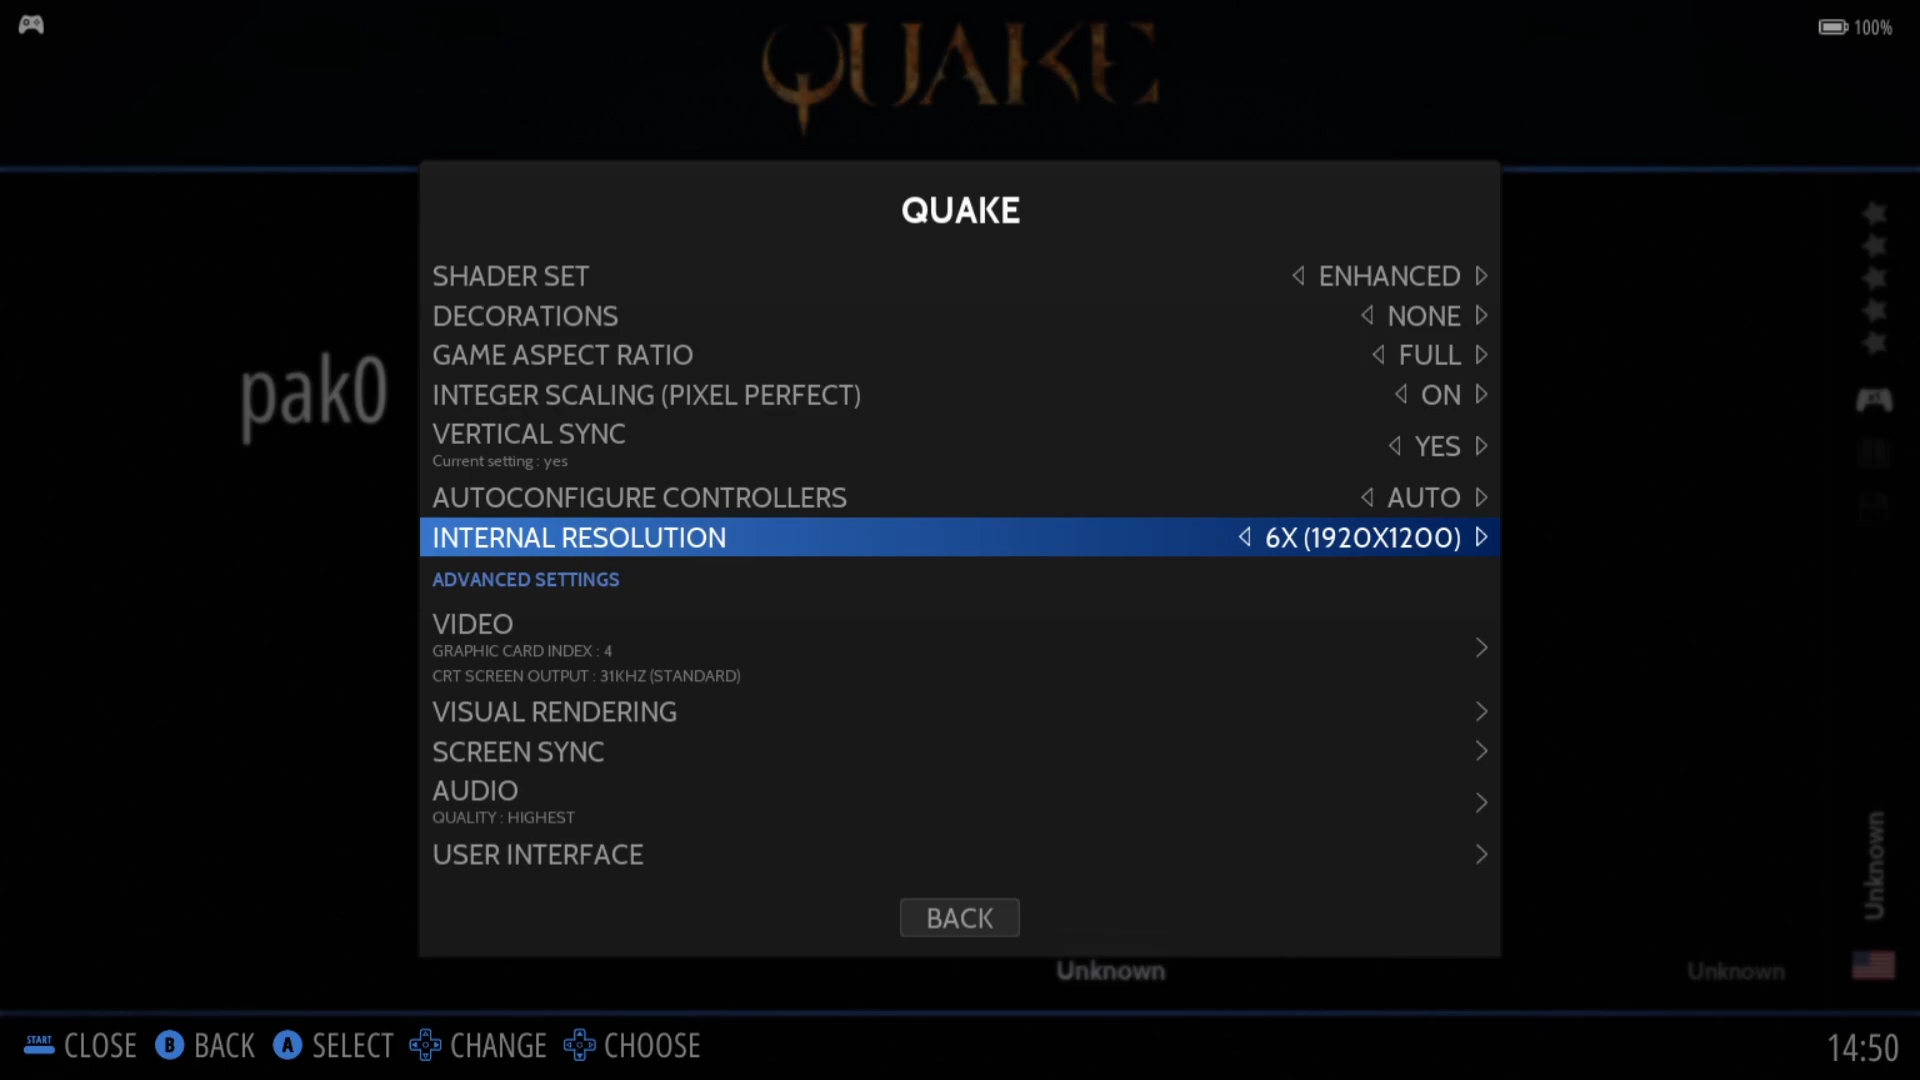 100%
QUAKE
QUAKE
SHADER SET ENHANCED
DECORATIONS NONE
GAME ASPECT RATIO FULL
INTEGER SCALING (PIXEL PERFECT) ON
VERTICAL SYNC YES
Current setting : yes
AUTOCONFIGURE CONTROLLERS AUTO
INTERNAL RESOLUTION 6X (1920X1200)
ADVANCED SETTINGS
VIDEO
GRAPHIC CARD INDEX : 4
CRT SCREEN OUTPUT : 31KHZ (STANDARD)
VISUAL RENDERING
SCREEN SYNC
AUDIO
QUALITY : HIGHEST
USER INTERFACE
BACK
pak0
Unknown
Unknown
Unknown
START CLOSE B BACK A SELECT CHANGE CHOOSE
14:50